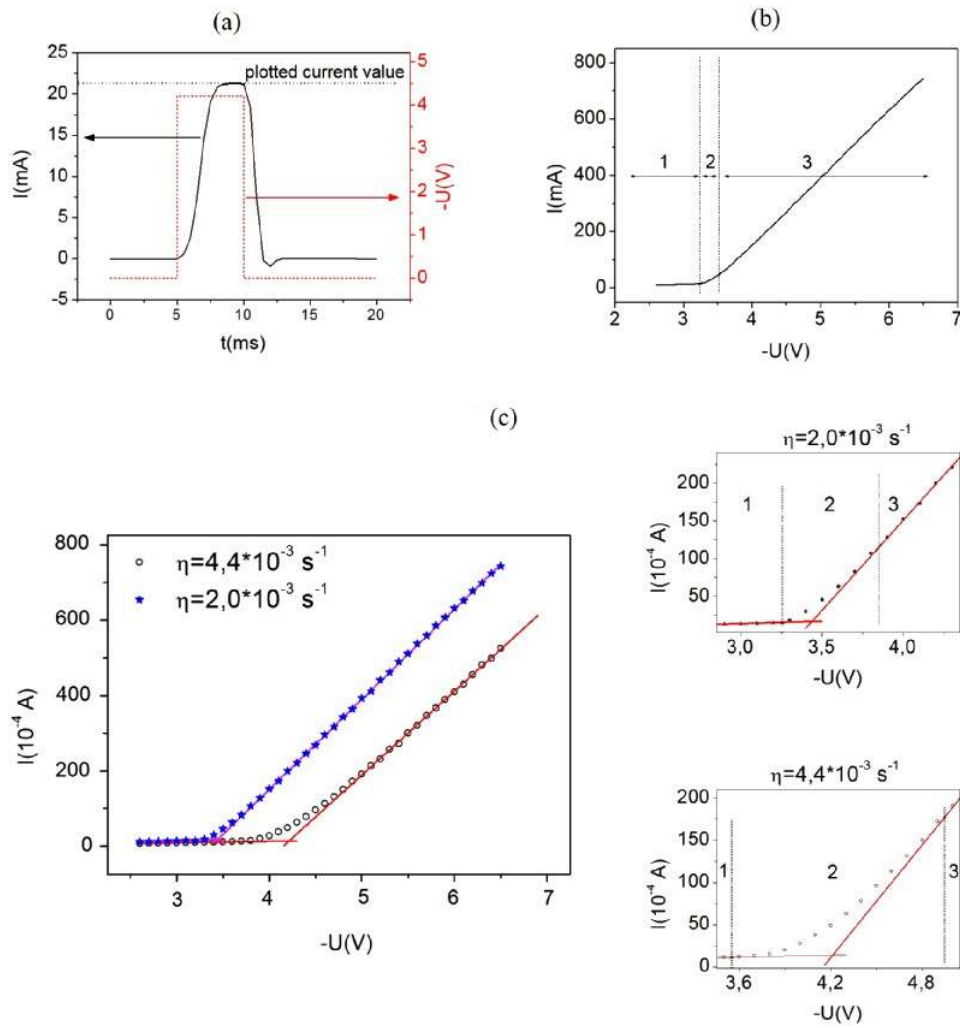 (a)
25
20
15
10
5
0
-5
I(mA)
plotted current value
5
4
3
2
1
0
-U(V)
0 5 10 15 20
t(ms)
(b)
800
600
400
200
0
I(mA)
1 2 3
2 3 4 5 6 7
-U(V)
(c)
800
600
400
200
0
I(10⁻⁴ A)
η=4,4*10⁻³ s⁻¹
η=2,0*10⁻³ s⁻¹
3 4 5 6 7
-U(V)
η=2,0*10⁻³ s⁻¹
200
150
100
50
I(10⁻⁴ A)
1 2 3
3,0 3,5 4,0
-U(V)
η=4,4*10⁻³ s⁻¹
200
150
100
50
0
I(10⁻⁴ A)
1 2 3
3,6 4,2 4,8
-U(V)